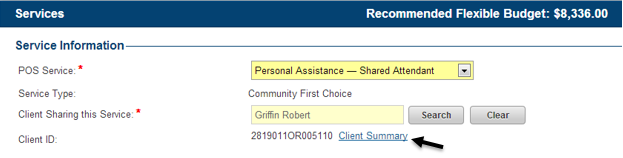 Services Recommended Flexible Budget: $8,336.00
Service Information
POS Service: * Personal Assistance — Shared Attendant
Service Type: Community First Choice
Client Sharing this Service: * Griffin Robert Search Clear
Client ID: 2819011OR005110 Client Summary